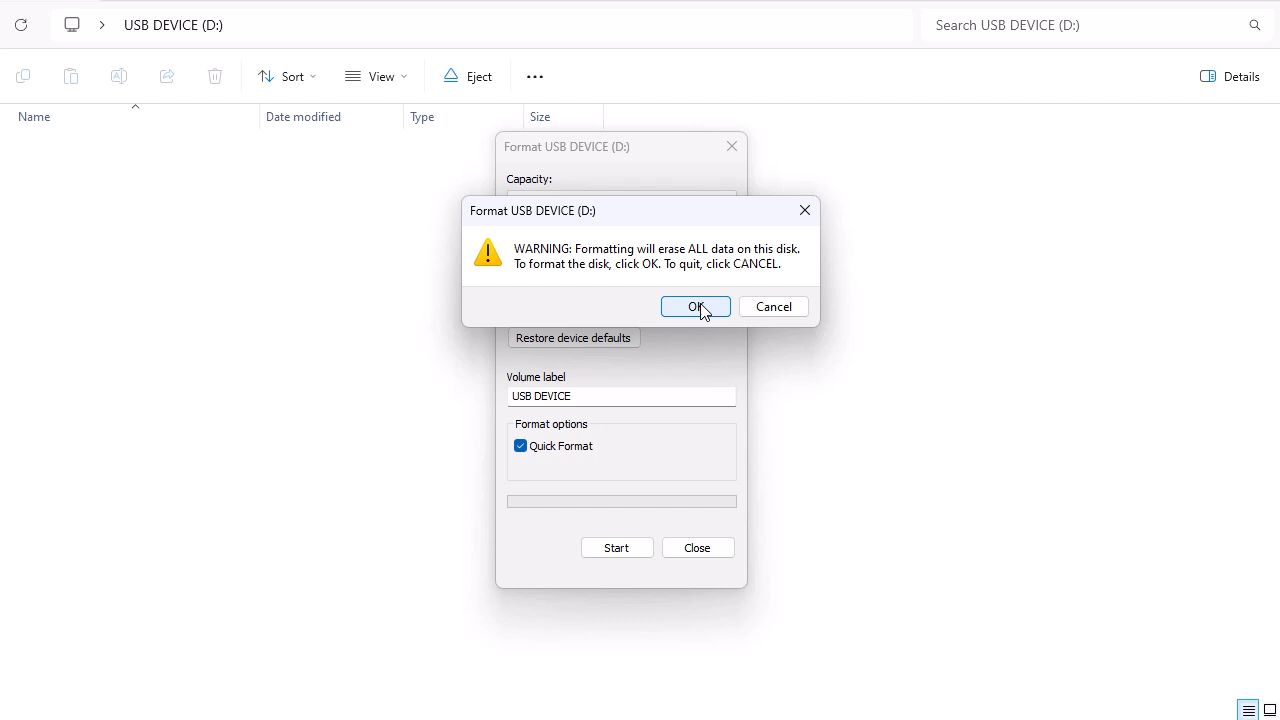 USB DEVICE (D:)
Search USB DEVICE (D:)
Sort
View
Eject
Details
Name
Date modified
Type
Size
Format USB DEVICE (D:)
Capacity:
Format USB DEVICE (D:)
WARNING: Formatting will erase ALL data on this disk.
To format the disk, click OK. To quit, click CANCEL.
OK
Cancel
Restore device defaults
Volume label
USB DEVICE
Format options
Quick Format
Start
Close